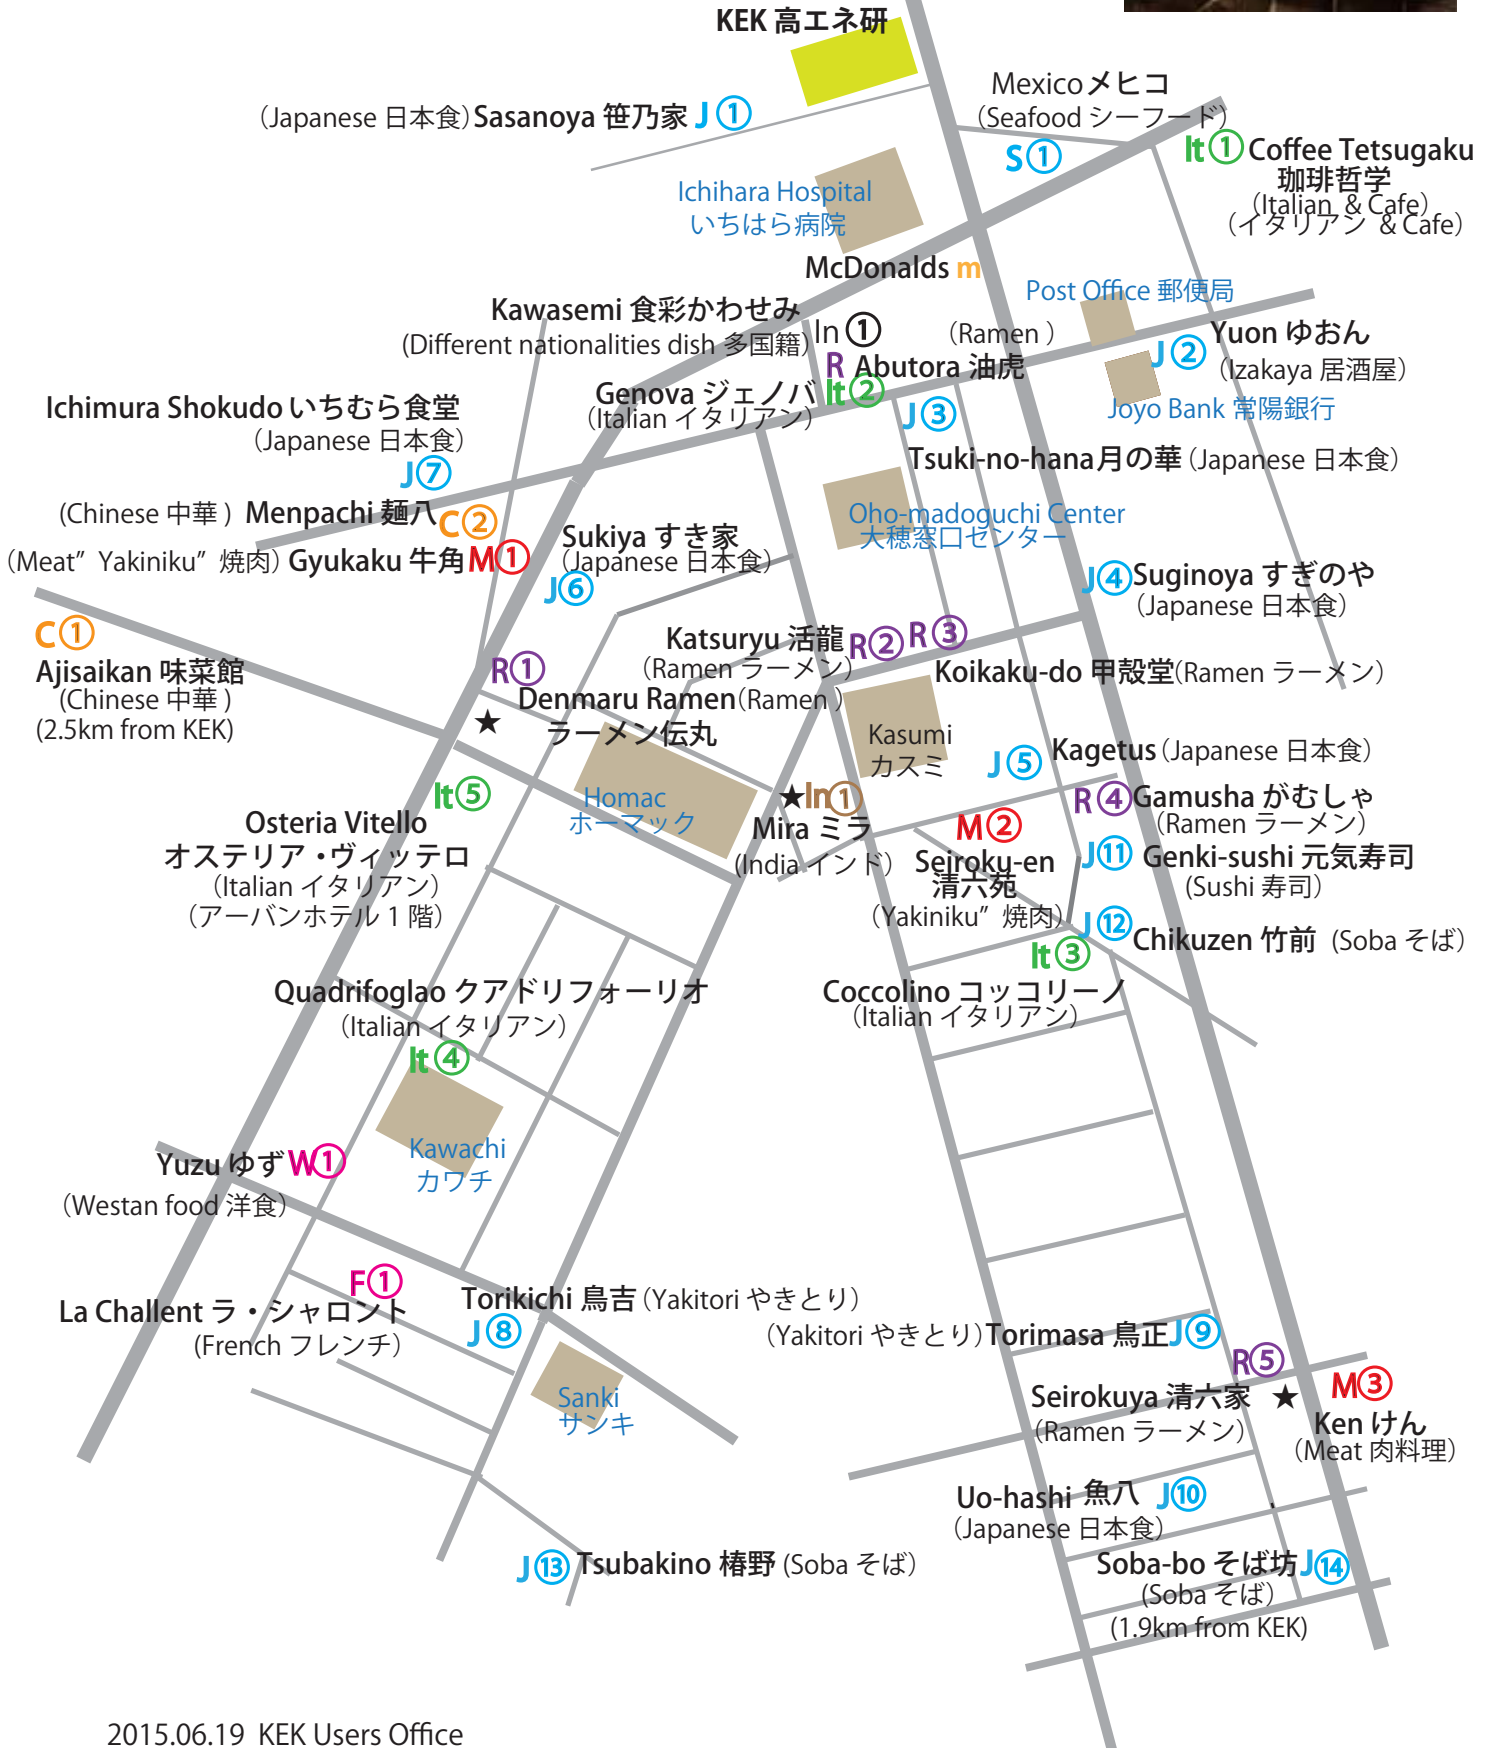 KEK 高エネ研
Mexicoメヒコ
（Seafood シーフード）
S①
（Japanese 日本食）Sasanoya 笹乃家 J①
It① Coffee Tetsugaku
珈琲哲学
（Italian & Cafe）
（イタリアン & Cafe）
Ichihara Hospital
いちはら病院
McDonalds m
Post Office 郵便局
Kawasemi 食彩かわせみ
（Different nationalities dish 多国籍）
In①
（Ramen ）
R Abutora 油虎
J② Yuon ゆおん
（Izakaya 居酒屋）
Genova ジェノバ It②
（Italian イタリアン）
J③
Joyo Bank 常陽銀行
Ichimura Shokudo いちむら食堂
（Japanese 日本食）
J⑦
Tsuki-no-hana月の華（Japanese 日本食）
(Chinese 中華 ) Menpachi 麺八 C②
Oho-madoguchi Center
大穂窓口センター
（Meat” Yakiniku” 焼肉）Gyukaku 牛角 M①
Sukiya すき家
（Japanese 日本食）
J⑥
J④ Suginoya すぎのや
（Japanese 日本食）
C①
Ajisaikan 味菜館
(Chinese 中華 )
(2.5km from KEK)
Katsuryu 活龍 R② R③
（Ramen ラーメン）
R①
Denmaru Ramen（Ramen ）
ラーメン伝丸
Koikaku-do 甲殻堂（Ramen ラーメン）
★
Kasumi
カスミ
J⑤ Kagetus（Japanese 日本食）
It⑤
Osteria Vitello
オステリア・ヴィッテロ
（Italian イタリアン）
（アーバンホテル 1 階）
Homac
ホーマック
★In①
Mira ミラ
（India インド）
R④ Gamusha がむしゃ
（Ramen ラーメン）
M②
Seiroku-en
清六苑
（Yakiniku” 焼肉）
J⑪ Genki-sushi 元気寿司
（Sushi 寿司）
J⑫ Chikuzen 竹前（Soba そば）
It③
Coccolino コッコリーノ
（Italian イタリアン）
Quadrifoglao クアドリフォーリオ
（Italian イタリアン）
It④
Kawachi
カワチ
Yuzu ゆず W①
（Westan food 洋食）
F①
La Challent ラ・シャロント
（French フレンチ）
Torikichi 鳥吉（Yakitori やきとり）
J⑧
（Yakitori やきとり）Torimasa 鳥正 J⑨
Sanki
サンキ
R⑤
Seirokuya 清六家 ★
（Ramen ラーメン）
M③
Ken けん
（Meat 肉料理）
Uo-hashi 魚八 J⑩
（Japanese 日本食）
J⑬ Tsubakino 椿野（Soba そば）
Soba-bo そば坊 J⑭
（Soba そば）
(1.9km from KEK)
2015.06.19 KEK Users Office